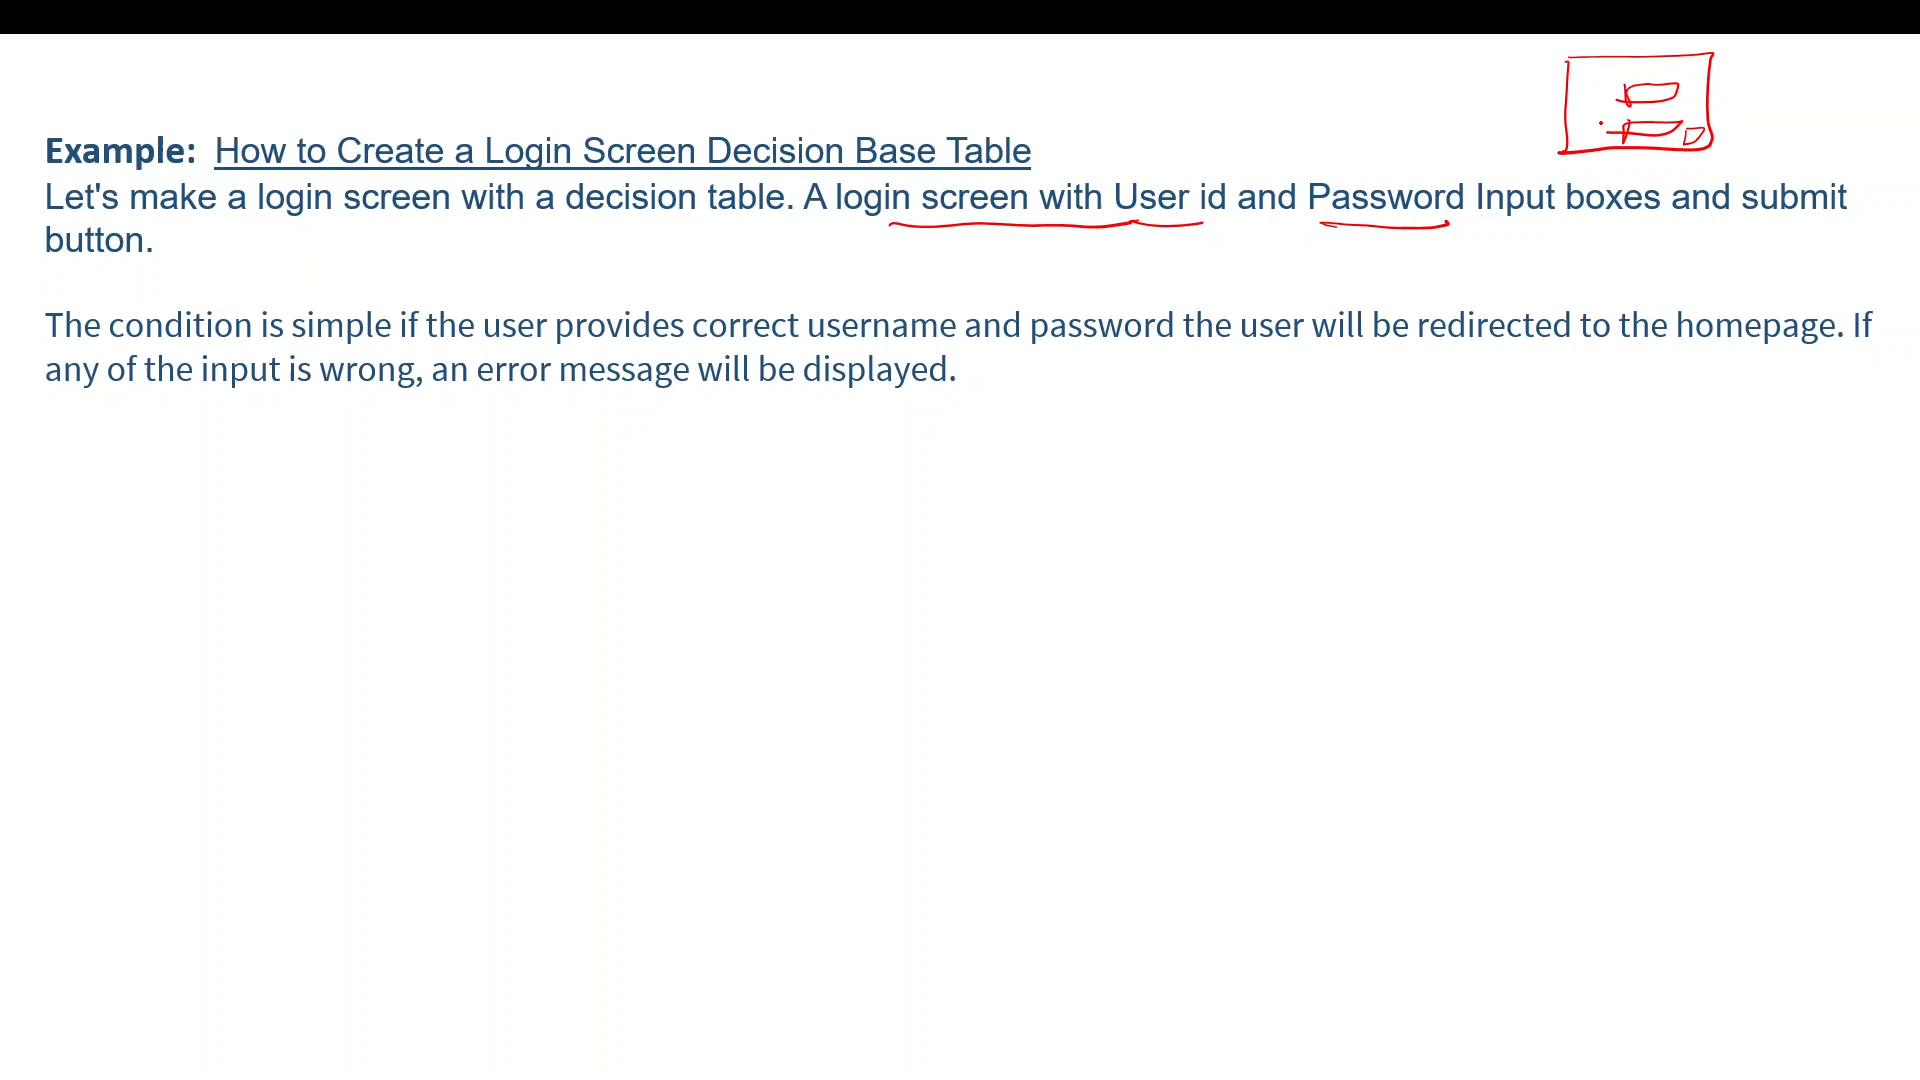 Example: How to Create a Login Screen Decision Base Table
Let's make a login screen with a decision table. A login screen with User id and Password Input boxes and submit
button.
The condition is simple if the user provides correct username and password the user will be redirected to the homepage. If
any of the input is wrong, an error message will be displayed.